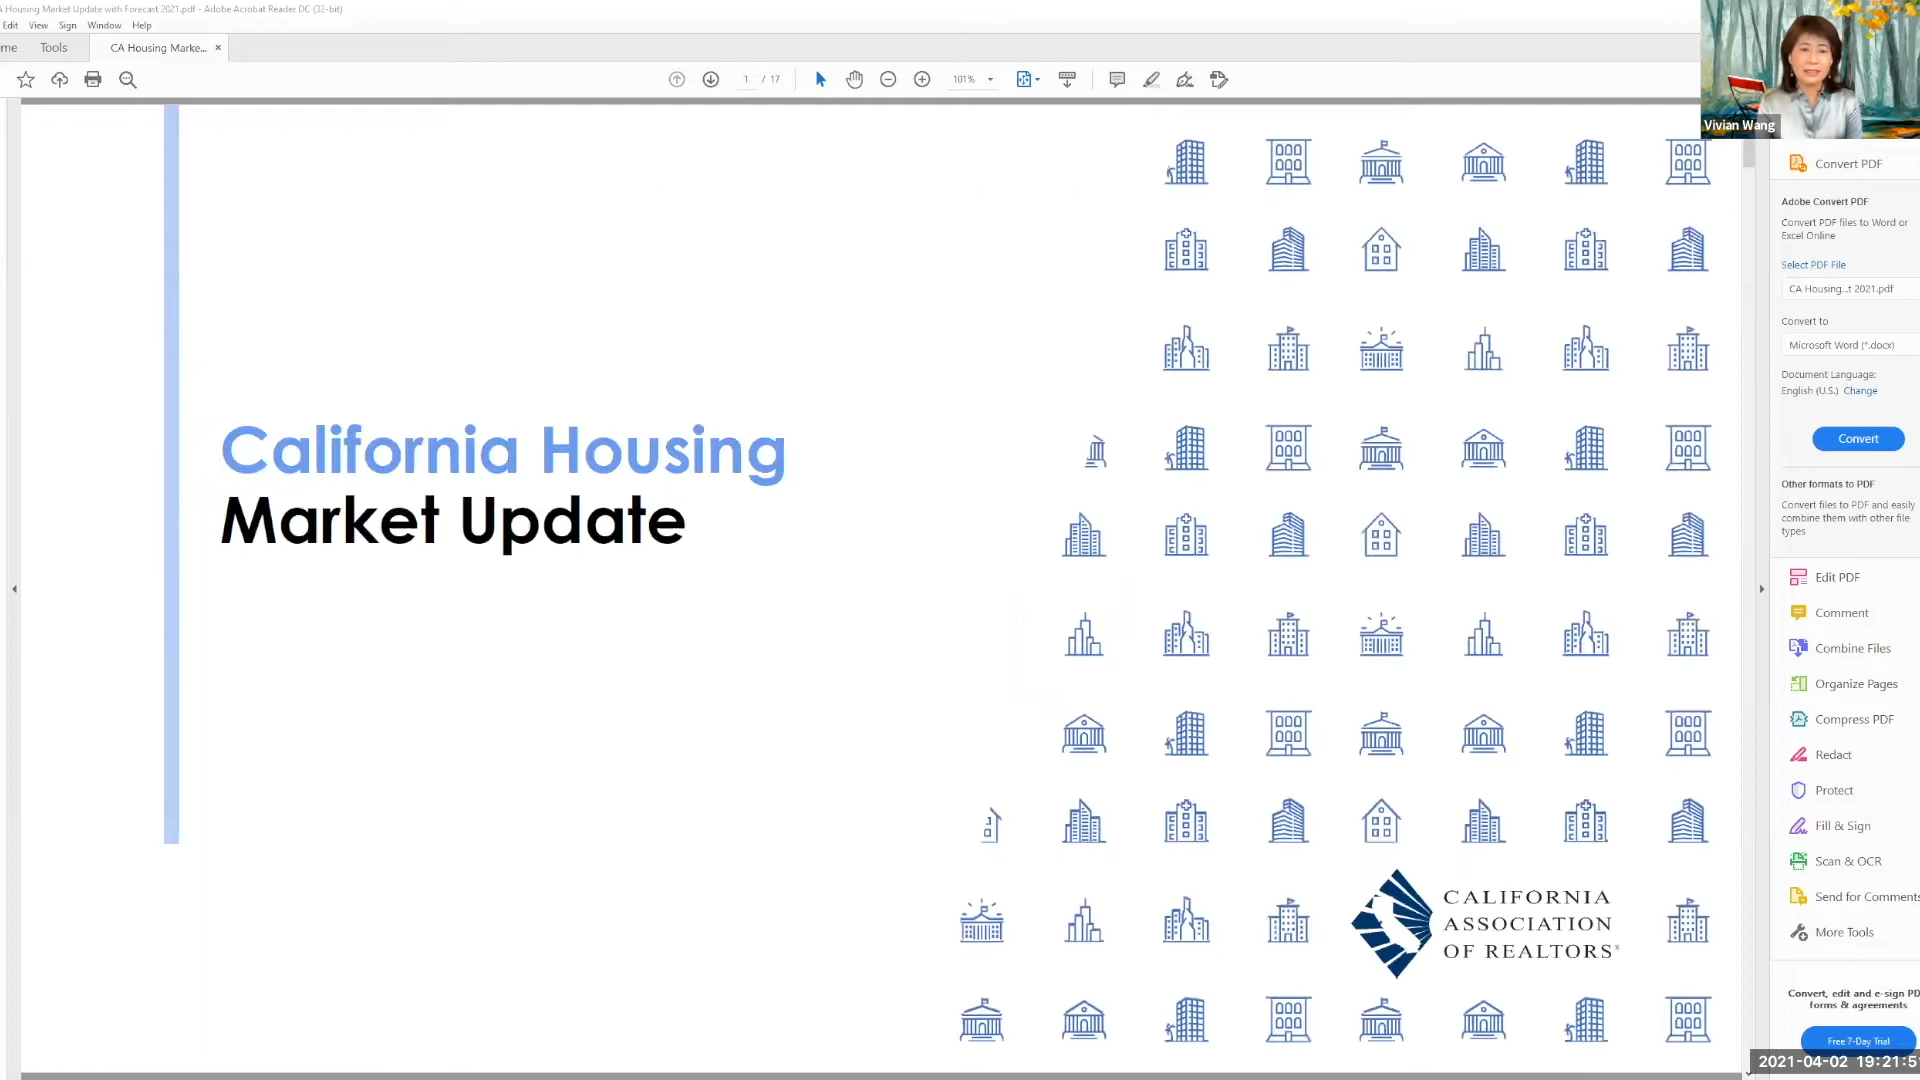 A Housing Market Update with Forecast 2021.pdf - Adobe Acrobat Reader DC (32-bit)
Edit View Sign Window Help
me Tools CA Housing Marke... ×
1 / 17 101%
Vivian Wang
California Housing
Market Update
CALIFORNIA
ASSOCIATION
OF REALTORS®
Convert PDF
Adobe Convert PDF
Convert PDF files to Word or
Excel Online
Select PDF File
CA Housing...t 2021.pdf
Convert to
Microsoft Word (*.docx)
Document Language:
English (U.S.) Change
Convert
Other formats to PDF
Convert files to PDF and easily
combine them with other file
types
Edit PDF
Comment
Combine Files
Organize Pages
Compress PDF
Redact
Protect
Fill & Sign
Scan & OCR
Send for Comments
More Tools
Convert, edit and e-sign PD
forms & agreements
Free 7-Day Trial
2021-04-02 19:21:5